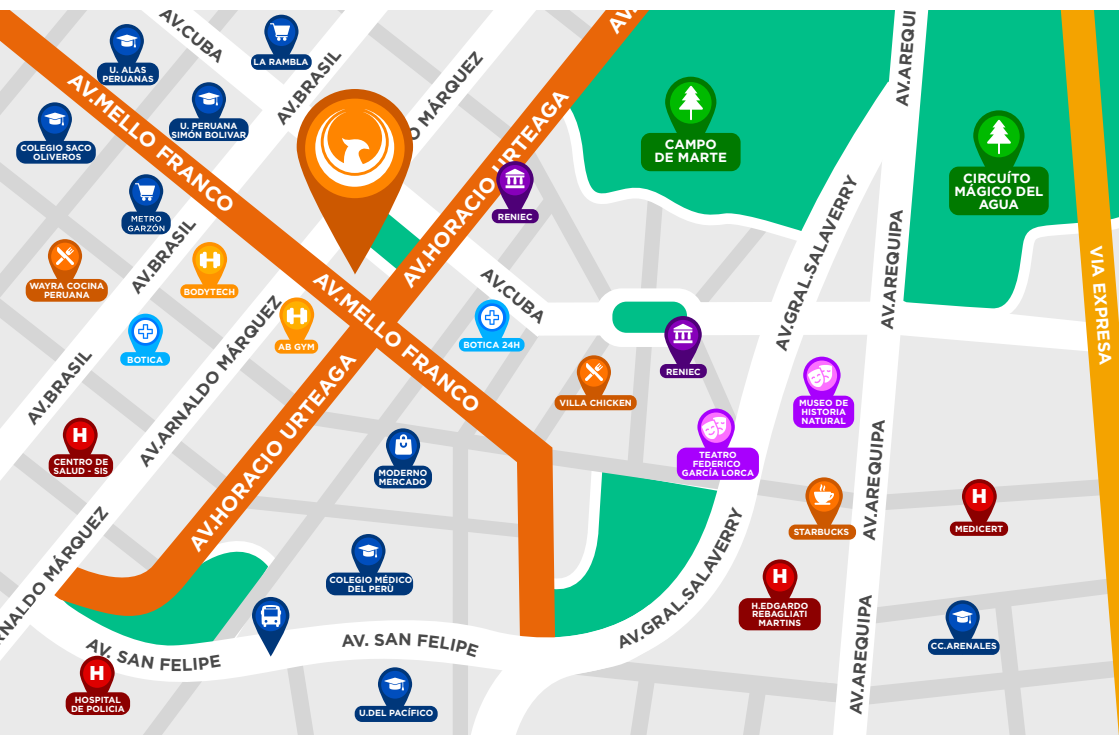 AV.CUBA
U. ALAS
PERUANAS
LA RAMBLA
AV.BRASIL
AV.
AV.AREQUIPA
AV.MELLO FRANCO
U. PERUANA
SIMÓN BOLIVAR
O MÁRQUEZ
COLEGIO SACO
OLIVEROS
CAMPO
DE MARTE
CIRCUÍTO
MÁGICO DEL
AGUA
METRO
GARZÓN
RENIEC
AV.HORACIO URTEAGA
AV.GRAL.SALAVERRY
AV.AREQUIPA
VIA EXPRESA
AV.BRASIL
WAYRA COCINA
PERUANA
BODYTECH
AV.CUBA
AV.MELLO FRANCO
BOTICA
AB GYM
BOTICA 24H
RENIEC
AV.BRASIL
AV.ARNALDO MÁRQUEZ
VILLA CHICKEN
MUSEO DE
HISTORIA
NATURAL
CENTRO DE
SALUD - SIS
AV.HORACIO URTEAGA
MODERNO
MERCADO
TEATRO
FEDERICO
GARCÍA LORCA
AV.AREQUIPA
STARBUCKS
MEDICERT
RNALDO MÁRQUEZ
COLEGIO MÉDICO
DEL PERÙ
AV.GRAL.SALAVERRY
H.EDGARDO
REBAGLIATI
MARTINS
AV.AREQUIPA
CC.ARENALES
AV. SAN FELIPE
AV. SAN FELIPE
HOSPITAL
DE POLICIA
U.DEL PACÍFICO
H
H
H
H